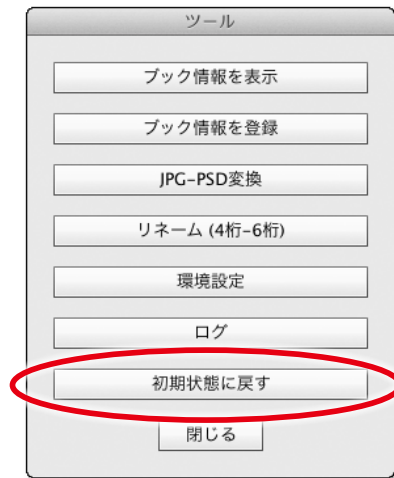 ツール
ブック情報を表示
ブック情報を登録
JPG-PSD変換
リネーム (4桁-6桁)
環境設定
ログ
初期状態に戻す
閉じる